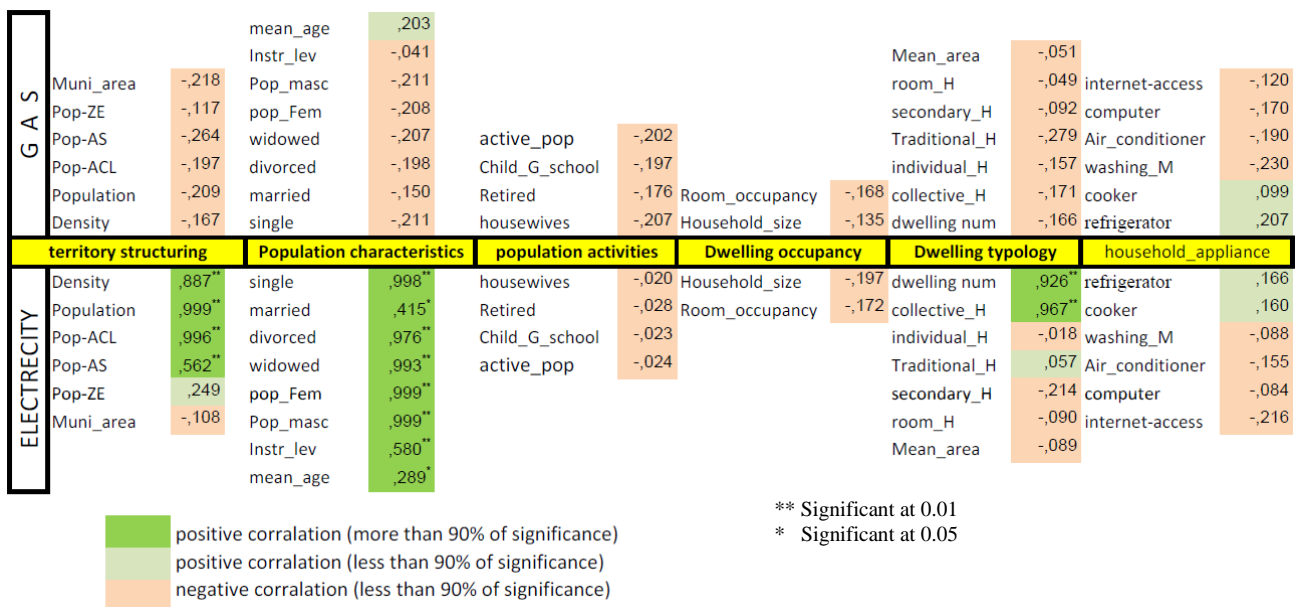 mean_age ,203
Instr_lev -,041 Mean_area -,051
Muni_area -,218 Pop_masc -,211 room_H -,049 internet-access -,120
Pop-ZE -,117 pop_Fem -,208 secondary_H -,092 computer -,170
Pop-AS -,264 widowed -,207 active_pop -,202 Traditional_H -,279 Air_conditioner -,190
Pop-ACL -,197 divorced -,198 Child_G_school -,197 individual_H -,157 washing_M -,230
Population -,209 married -,150 Retired -,176 Room_occupancy -,168 collective_H -,171 cooker ,099
Density -,167 single -,211 housewives -,207 Household_size -,135 dwelling num -,166 refrigerator ,207
GAS
territory structuring Population characteristics population activities Dwelling occupancy Dwelling typology household_appliance
Density ,887** single ,998** housewives -,020 Household_size -,197 dwelling num ,926** refrigerator ,166
Population ,999** married ,415* Retired -,028 Room_occupancy -,172 collective_H ,967** cooker ,160
Pop-ACL ,996** divorced ,976** Child_G_school -,023 individual_H -,018 washing_M -,088
Pop-AS ,562** widowed ,993** active_pop -,024 Traditional_H ,057 Air_conditioner -,155
Pop-ZE ,249 pop_Fem ,999** secondary_H -,214 computer -,084
Muni_area -,108 Pop_masc ,999** room_H -,090 internet-access -,216
Instr_lev ,580** Mean_area -,089
mean_age ,289*
ELECTRECITY
** Significant at 0.01
* Significant at 0.05
positive corralation (more than 90% of significance)
positive corralation (less than 90% of significance)
negative corralation (less than 90% of significance)